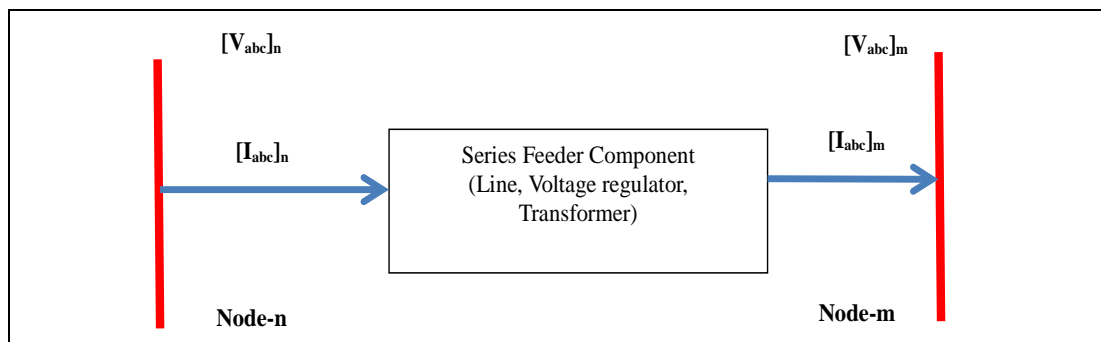 [Vabc]n
[Vabc]m
[Iabc]n
[Iabc]m
Series Feeder Component
(Line, Voltage regulator,
Transformer)
Node-n
Node-m